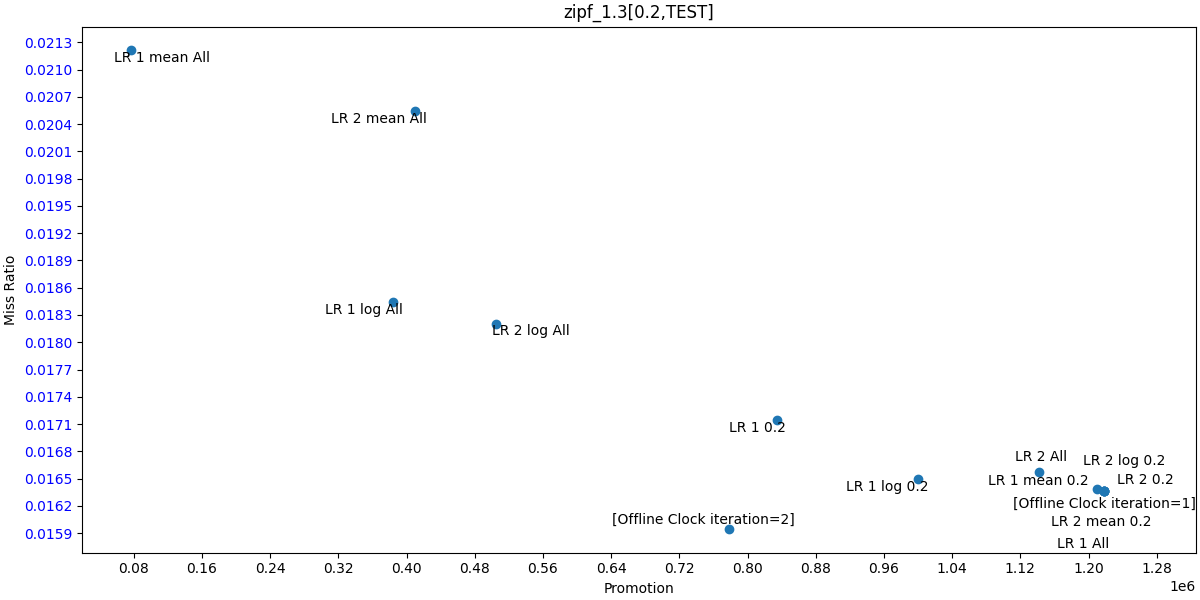 zipf_1.3[0.2,TEST]
Miss Ratio
0.0213
0.0210
0.0207
0.0204
0.0201
0.0198
0.0195
0.0192
0.0189
0.0186
0.0183
0.0180
0.0177
0.0174
0.0171
0.0168
0.0165
0.0162
0.0159
LR 1 mean All
LR 2 mean All
LR 1 log All
LR 2 log All
LR 1 0.2
LR 2 All
LR 2 log 0.2
LR 1 mean 0.2
LR 2 0.2
LR 1 log 0.2
[Offline Clock iteration=1]
[Offline Clock iteration=2]
LR 2 mean 0.2
LR 1 All
0.08 0.16 0.24 0.32 0.40 0.48 0.56 0.64 0.72 0.80 0.88 0.96 1.04 1.12 1.20 1.28
1e6
Promotion